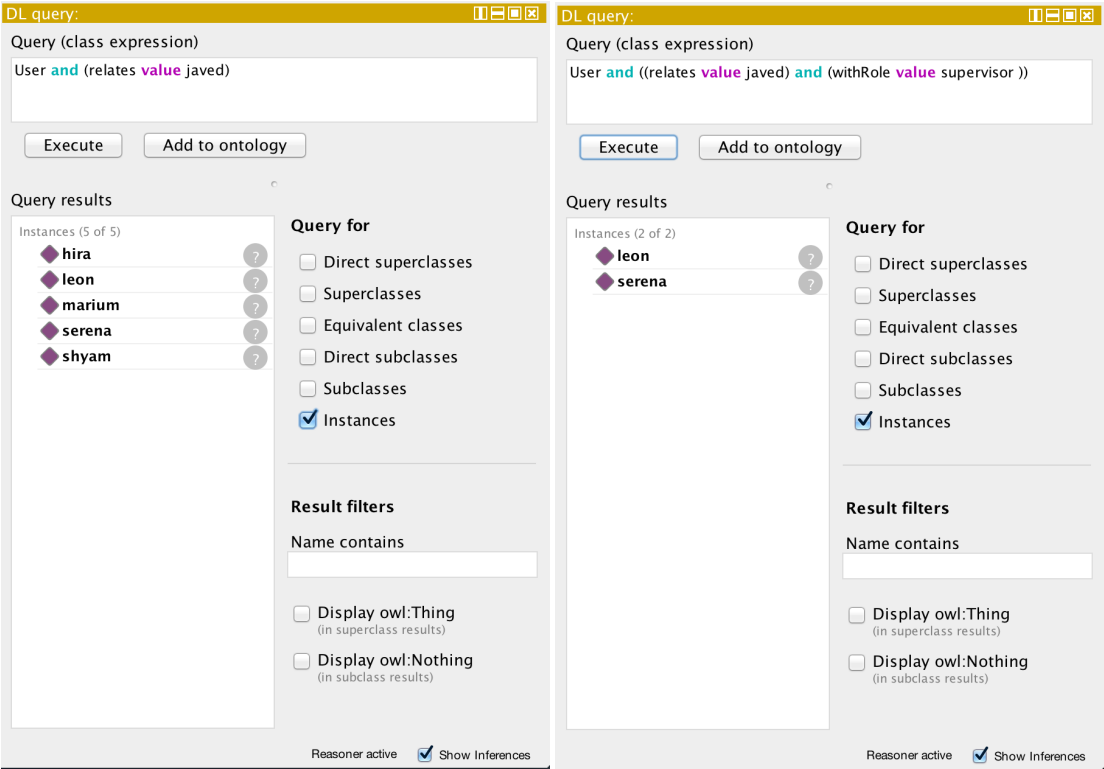 DL query:
Query (class expression)
User and (relates value javed)
Execute
Add to ontology
Query results
Instances (5 of 5)
hira
?
leon
?
marium
?
serena
?
shyam
?
Query for
Direct superclasses
Superclasses
Equivalent classes
Direct subclasses
Subclasses
Instances
Result filters
Name contains
Display owl:Thing
(in superclass results)
Display owl:Nothing
(in subclass results)
Reasoner active
Show Inferences
DL query:
Query (class expression)
User and ((relates value javed) and (withRole value supervisor ))
Execute
Add to ontology
Query results
Instances (2 of 2)
leon
?
serena
?
Query for
Direct superclasses
Superclasses
Equivalent classes
Direct subclasses
Subclasses
Instances
Result filters
Name contains
Display owl:Thing
(in superclass results)
Display owl:Nothing
(in subclass results)
Reasoner active
Show Inferences